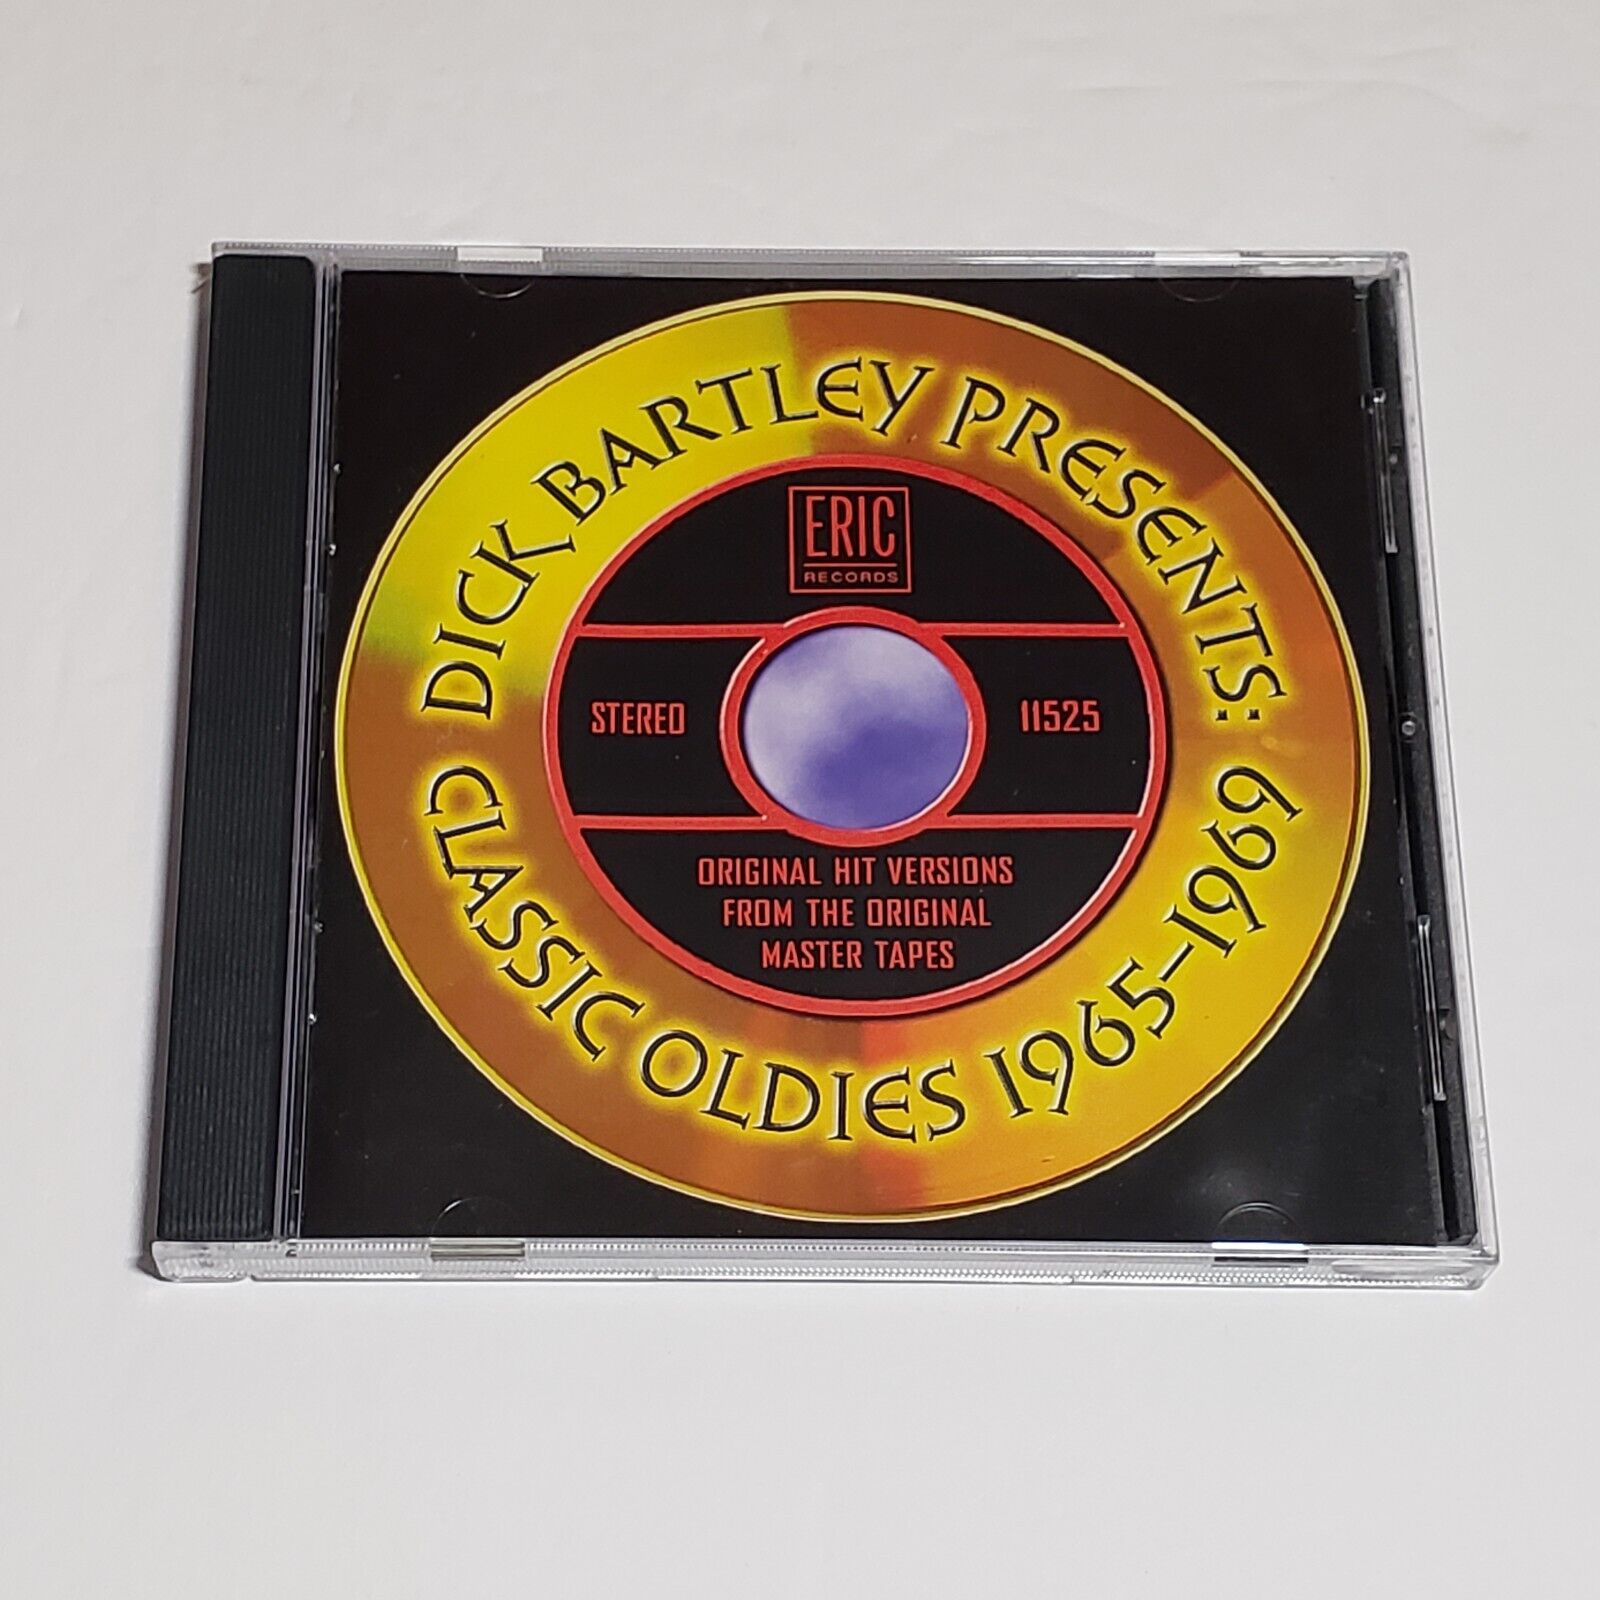 DICK BARTLEY PRESENTS:
CLASSIC OLDIES 1965-1969
ERIC
RECORDS
STEREO
11525
ORIGINAL HIT VERSIONS
FROM THE ORIGINAL
MASTER TAPES